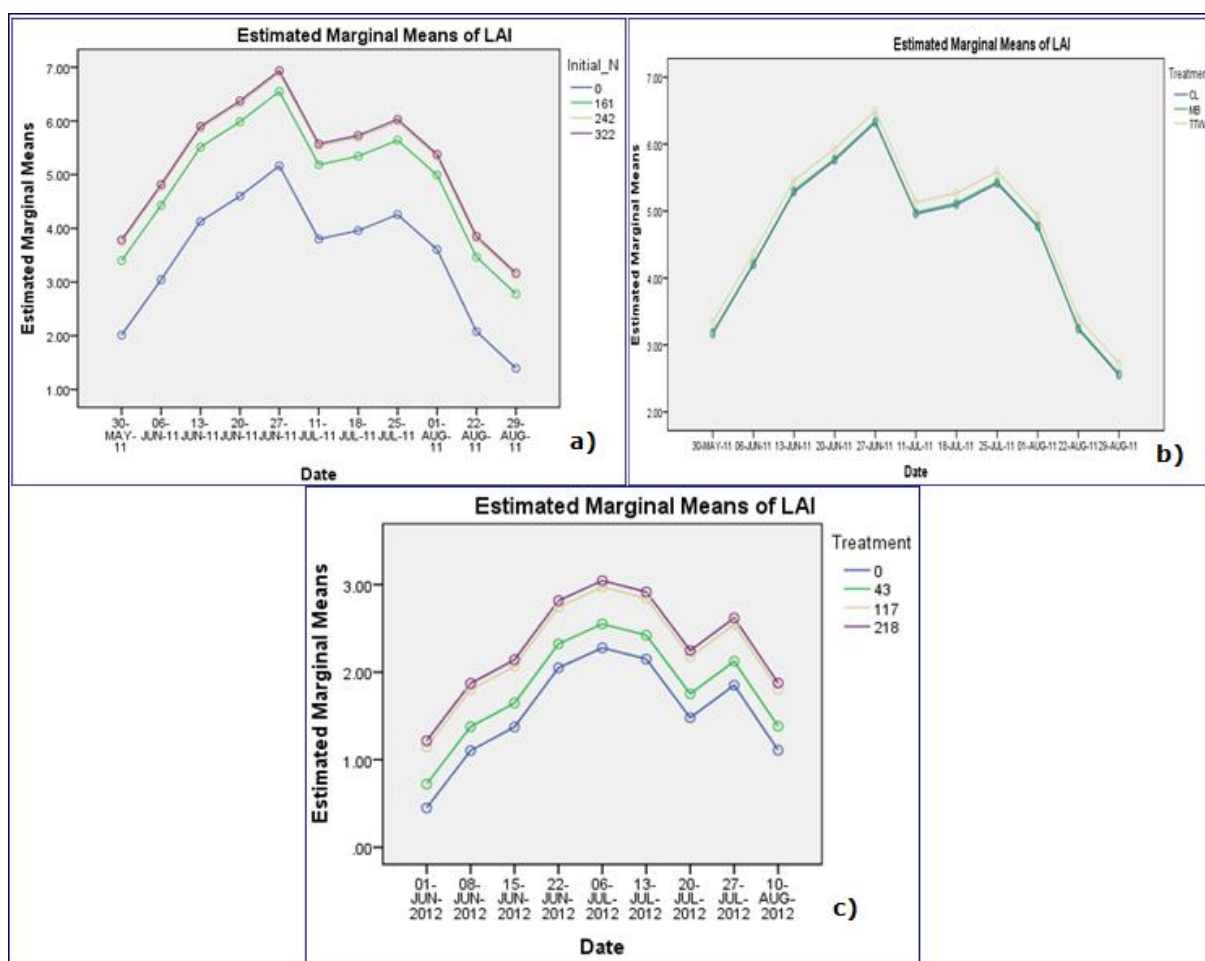 Estimated Marginal Means of LAI
Initial_N
0
161
242
322
Estimated Marginal Means
7.00
6.00
5.00
4.00
3.00
2.00
1.00
30-MAY-11
06-JUN-11
13-JUN-11
20-JUN-11
27-JUN-11
11-JUL-11
18-JUL-11
25-JUL-11
01-AUG-11
22-AUG-11
29-AUG-11
Date
a)
Estimated Marginal Means of LAI
Treatment
CL
MB
TTW
Estimated Marginal Means
7.00
6.00
5.00
4.00
3.00
2.00
30-MAY-11
06-JUN-11
13-JUN-11
20-JUN-11
27-JUN-11
11-JUL-11
18-JUL-11
25-JUL-11
01-AUG-11
22-AUG-11
29-AUG-11
Date
b)
Estimated Marginal Means of LAI
Treatment
0
43
117
218
Estimated Marginal Means
3.00
2.00
1.00
.00
01-JUN-2012
08-JUN-2012
15-JUN-2012
22-JUN-2012
06-JUL-2012
13-JUL-2012
20-JUL-2012
27-JUL-2012
10-AUG-2012
Date
c)